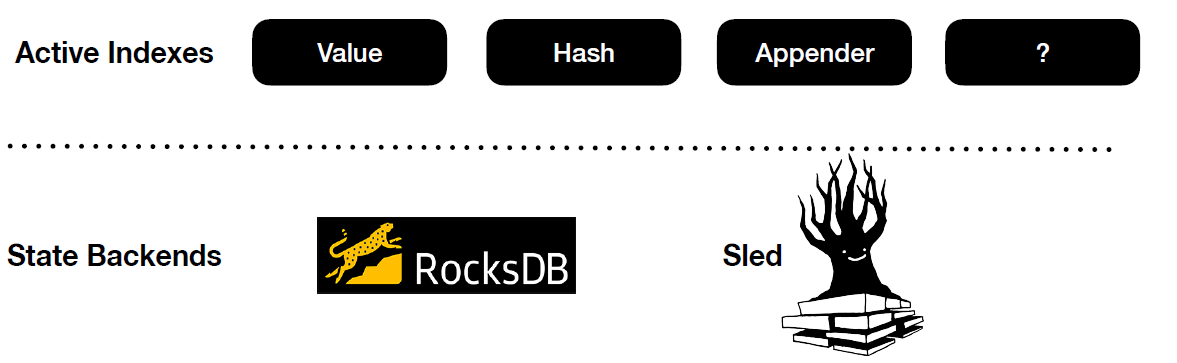 Active Indexes
Value
Hash
Appender
?
State Backends
RocksDB
Sled